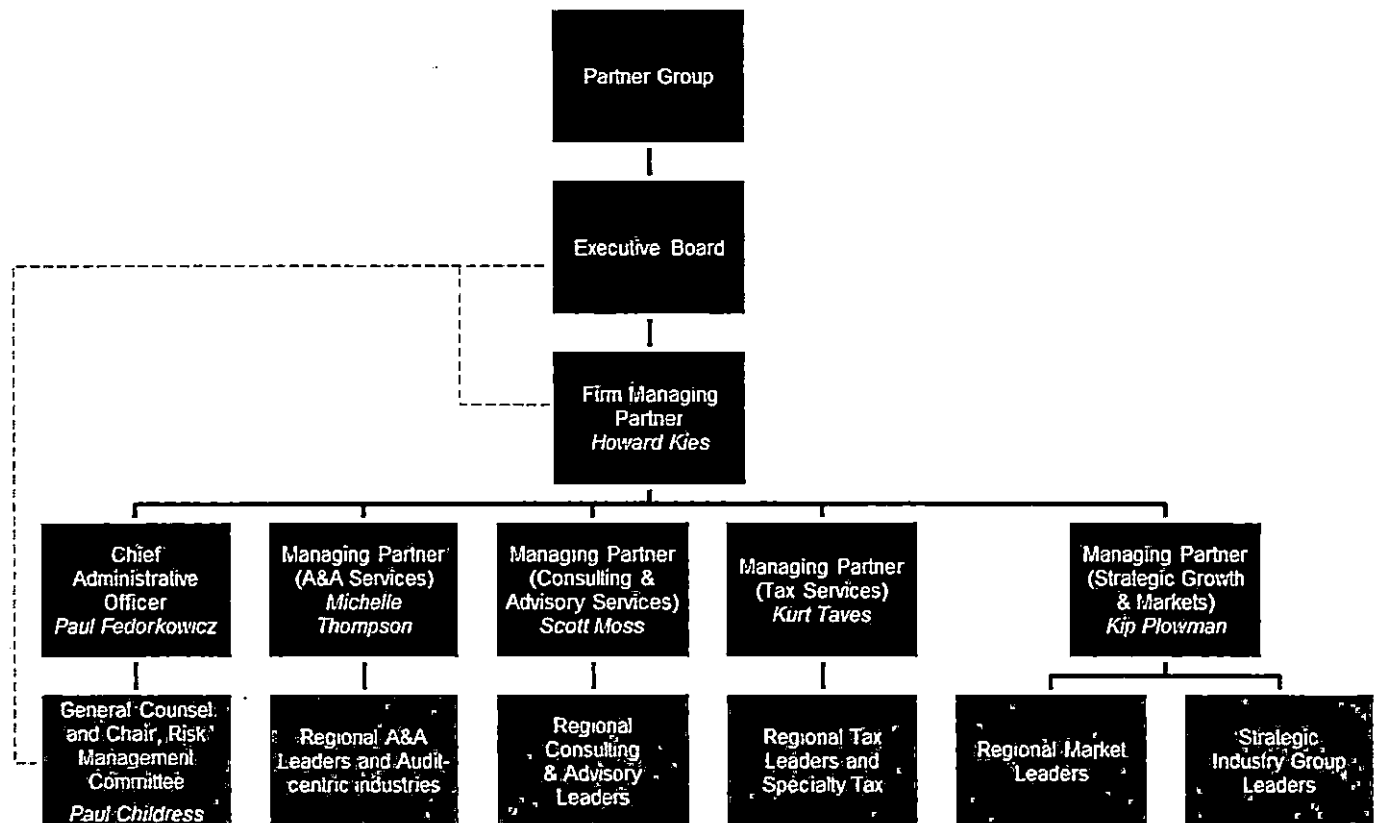 Partner Group
Executive Board
Firm Managing
Partner
Howard Kies
Chief
Administrative
Officer
Paul Fedorkowicz
Managing Partner
(A&A Services)
Michelle
Thompson
Managing Partner
(Consulting &
Advisory Services)
Scott Moss
Managing Partner
(Tax Services)
Kurt Taves
Managing Partner
(Strategic Growth
& Markets)
Kip Plowman
General Counsel
and Chair, Risk
Management
Committee
Paul Childress
Regional A&A
Leaders and Audit-
centric industries
Regional
Consulting
& Advisory
Leaders
Regional Tax
Leaders and
Specialty Tax
Regional Market
Leaders
Strategic
Industry Group
Leaders